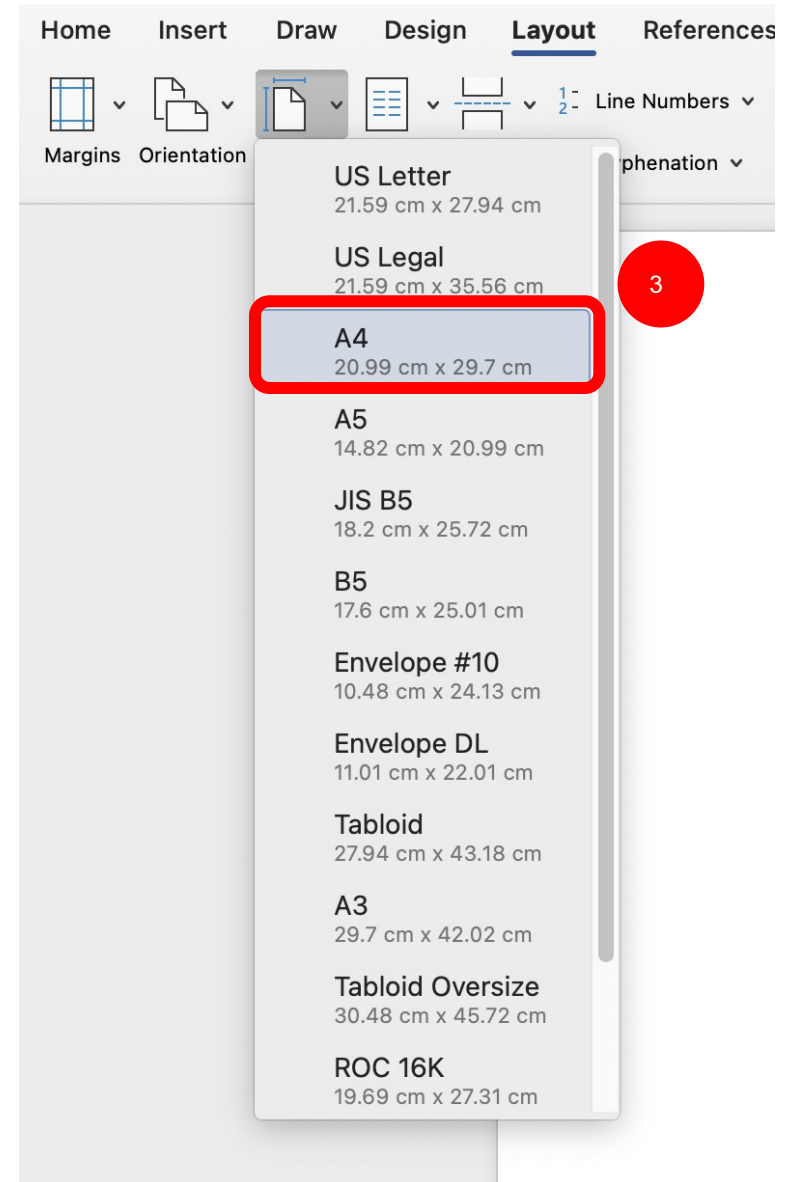 Home Insert Draw Design Layout References
1 2 Line Numbers
Margins Orientation
yphenation
US Letter
21.59 cm x 27.94 cm
US Legal
21.59 cm x 35.56 cm
3
A4
20.99 cm x 29.7 cm
A5
14.82 cm x 20.99 cm
JIS B5
18.2 cm x 25.72 cm
B5
17.6 cm x 25.01 cm
Envelope #10
10.48 cm x 24.13 cm
Envelope DL
11.01 cm x 22.01 cm
Tabloid
27.94 cm x 43.18 cm
A3
29.7 cm x 42.02 cm
Tabloid Oversize
30.48 cm x 45.72 cm
ROC 16K
19.69 cm x 27.31 cm